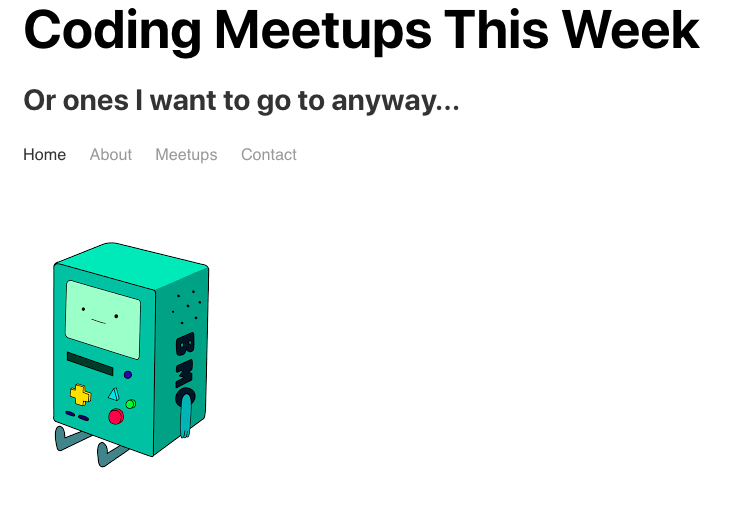 Coding Meetups This Week
Or ones I want to go to anyway...
Home About Meetups Contact
BMO